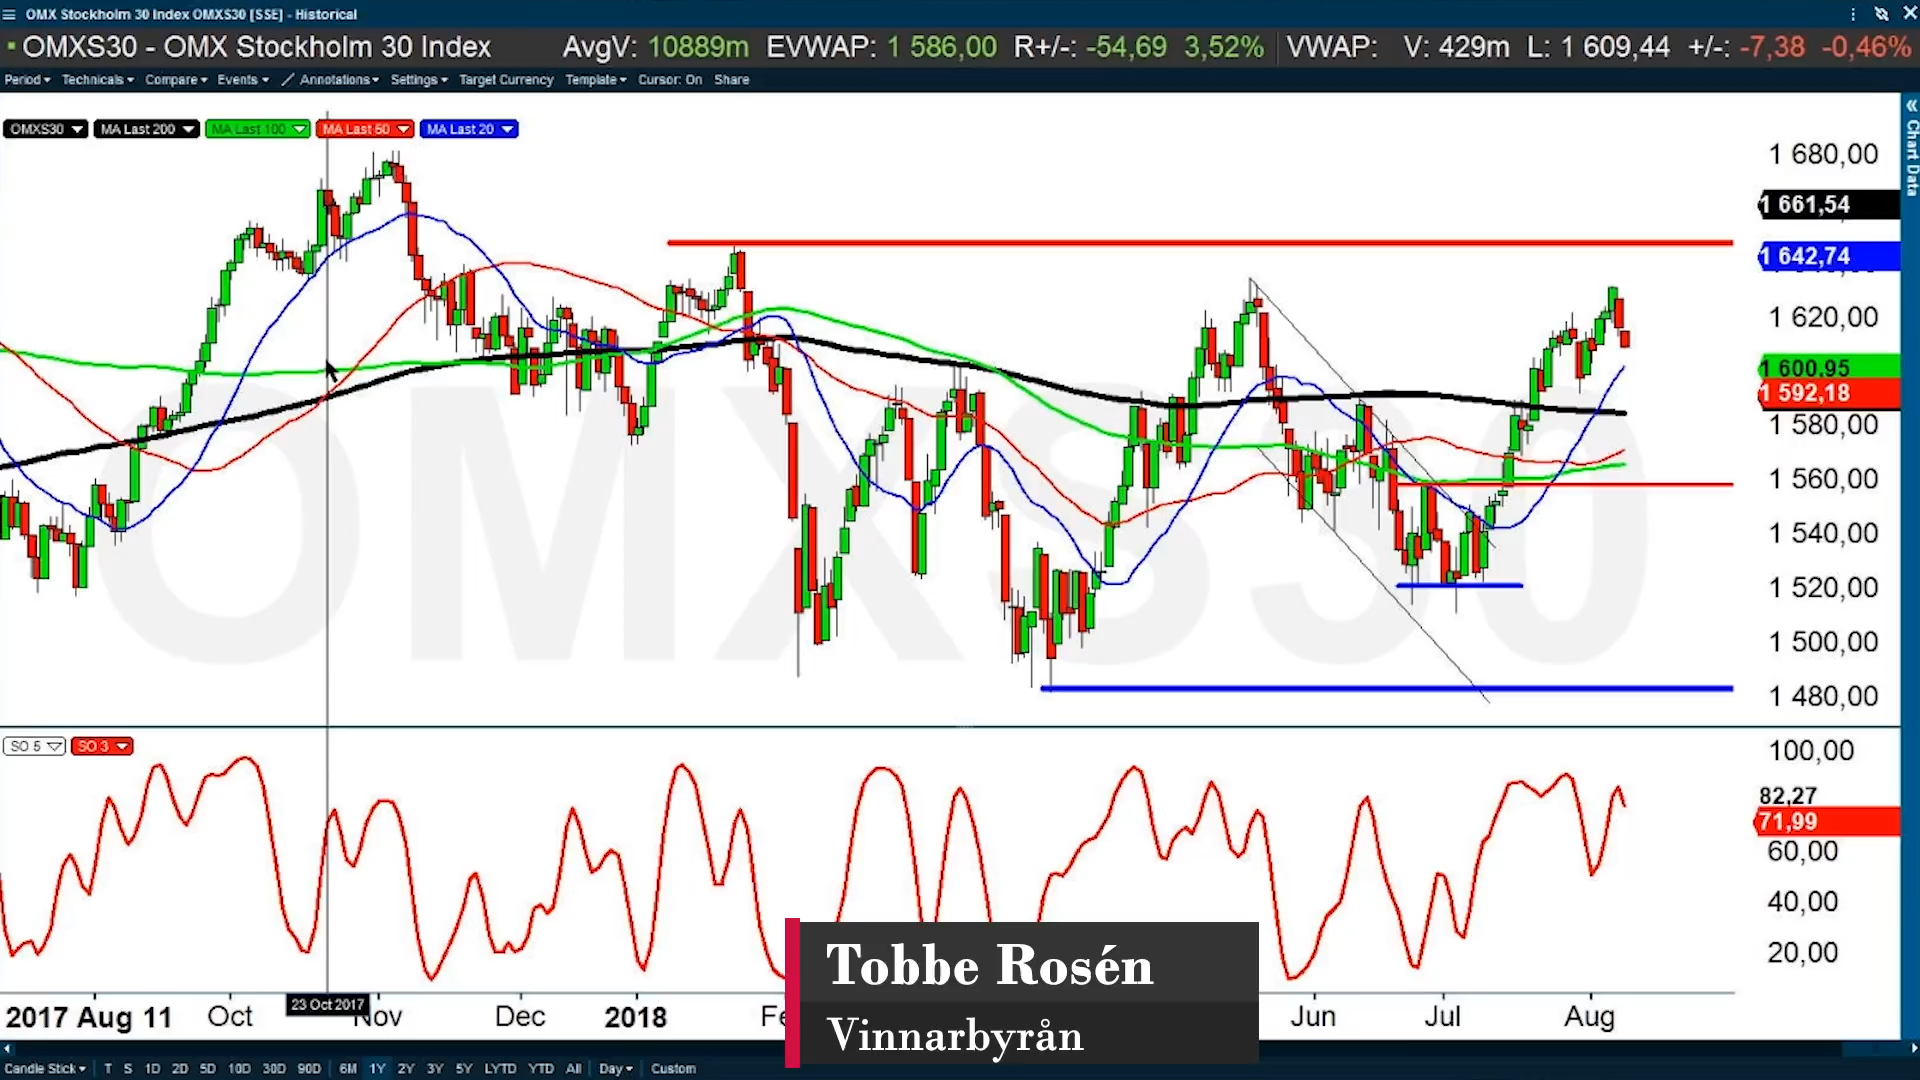 OMX Stockholm 30 Index OMXS30 [SSE] - Historical
OMXS30 - OMX Stockholm 30 Index AvgV: 10889m EVWAP: 1 586,00 R+/-: -54,69 3,52% VWAP: V: 429m L: 1 609,44 +/-: -7,38 -0,46%
Period Technicals Compare Events Annotations Settings Target Currency Template Cursor: On Share
Chart Data
OMXS30 MA Last 200 MA Last 100 MA Last 50 MA Last 20
OMXS30
1 680,00
1 661,54
1 642,74
1 620,00
1 600,95
1 592,18
1 580,00
1 560,00
1 540,00
1 520,00
1 500,00
1 480,00
SO 5 SO 3
100,00
82,27
71,99
60,00
40,00
20,00
Tobbe Rosén
Vinnarbyrån
23 Oct 2017
2017 Aug 11 Oct Nov Dec 2018 Jun Jul Aug
Candle Stick T S 1D 2D 5D 10D 30D 90D 6M 1Y 2Y 3Y 5Y LYTD YTD All Day Custom